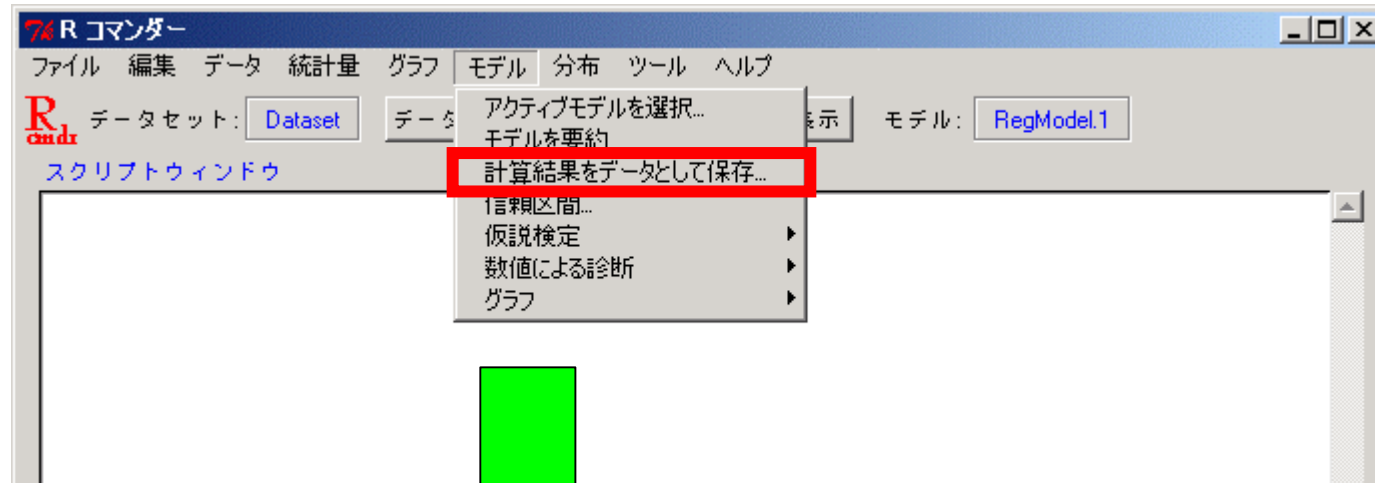 R コマンダー
ファイル 編集 データ 統計量 グラフ モデル 分布 ツール ヘルプ
R cmdr データセット: Dataset データ 表示 モデル: RegModel.1
アクティブモデルを選択...
モデルを要約
計算結果をデータとして保存...
信頼区間...
仮説検定
数値による診断
グラフ
スクリプトウィンドウ